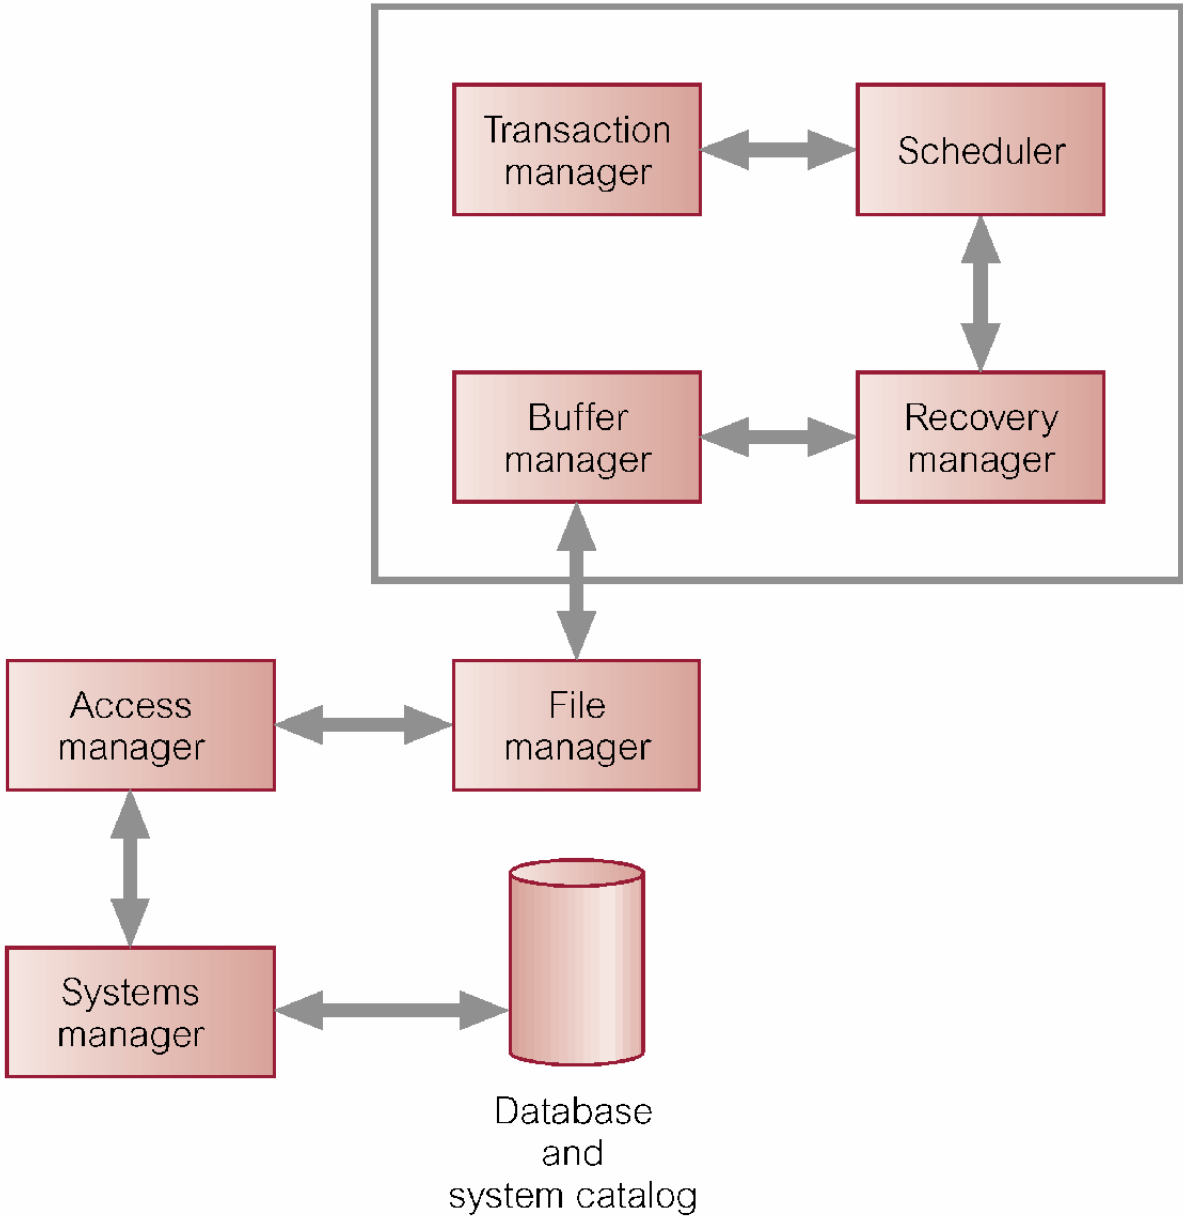 Transaction
manager
Scheduler
Buffer
manager
Recovery
manager
Access
manager
File
manager
Systems
manager
Database
and
system catalog